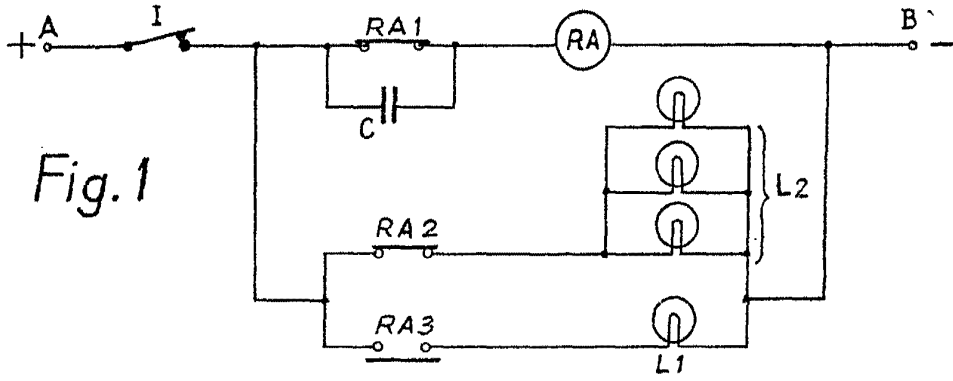 + A I RA1 RA B -
C
L2
Fig.1
RA2
RA3
L1